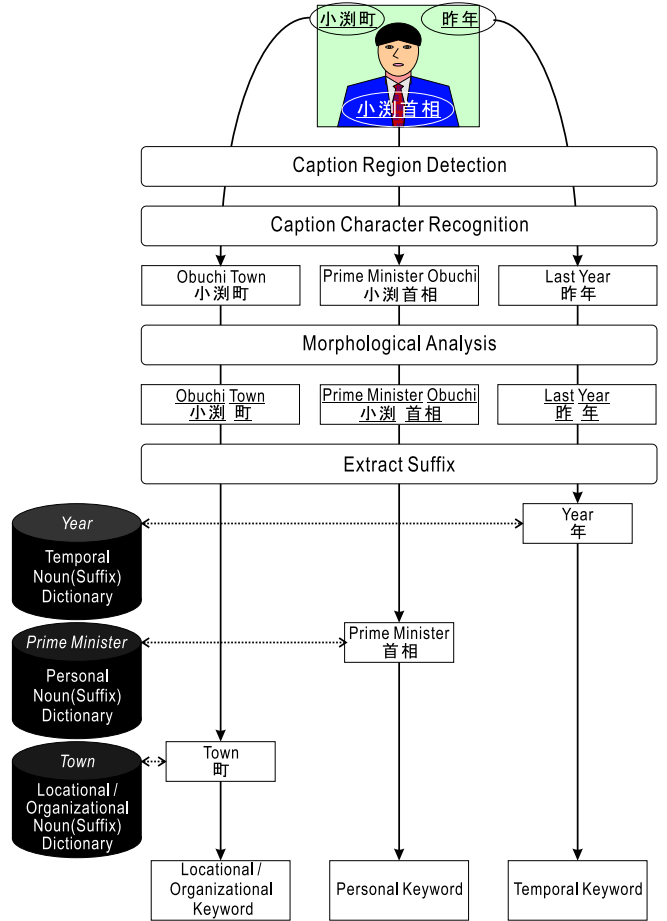 小渕町
昨年
小渕首相
Caption Region Detection
Caption Character Recognition
Obuchi Town
小渕町
Prime Minister Obuchi
小渕首相
Last Year
昨年
Morphological Analysis
Obuchi Town
小渕 町
Prime Minister Obuchi
小渕 首相
Last Year
昨 年
Extract Suffix
Year
Temporal
Noun(Suffix)
Dictionary
Year
年
Prime Minister
Personal
Noun(Suffix)
Dictionary
Prime Minister
首相
Town
Locational /
Organizational
Noun(Suffix)
Dictionary
Town
町
Locational /
Organizational
Keyword
Personal Keyword
Temporal Keyword